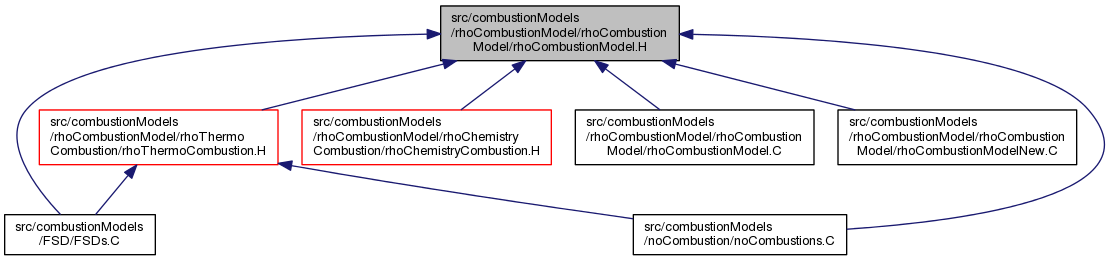 src/combustionModels
/rhoCombustionModel/rhoCombustion
Model/rhoCombustionModel.H
src/combustionModels
/rhoCombustionModel/rhoThermo
Combustion/rhoThermoCombustion.H
src/combustionModels
/rhoCombustionModel/rhoChemistry
Combustion/rhoChemistryCombustion.H
src/combustionModels
/rhoCombustionModel/rhoCombustion
Model/rhoCombustionModel.C
src/combustionModels
/rhoCombustionModel/rhoCombustion
Model/rhoCombustionModelNew.C
src/combustionModels
/FSD/FSDs.C
src/combustionModels
/noCombustion/noCombustions.C